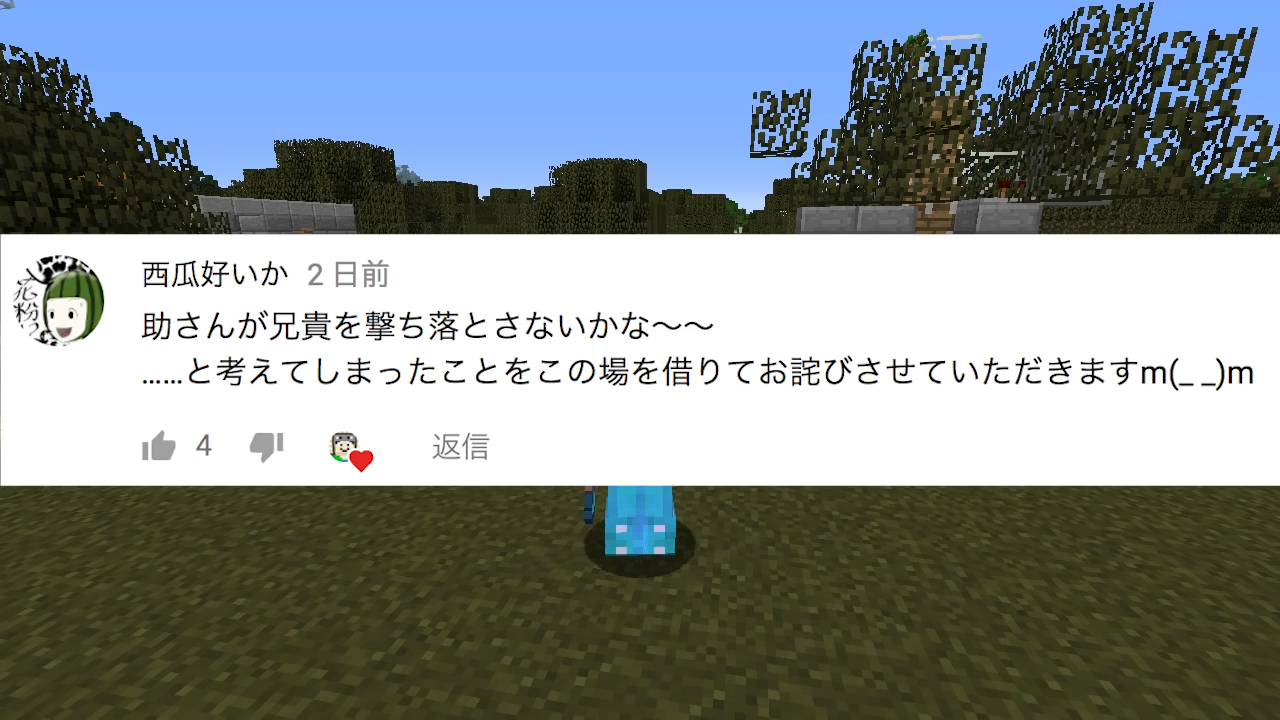 西瓜好いか 2 日前
助さんが兄貴を撃ち落とさないかな〜〜
……と考えてしまったことをこの場を借りてお詫びさせていただきますm(_ _)m
4 返信
花粉